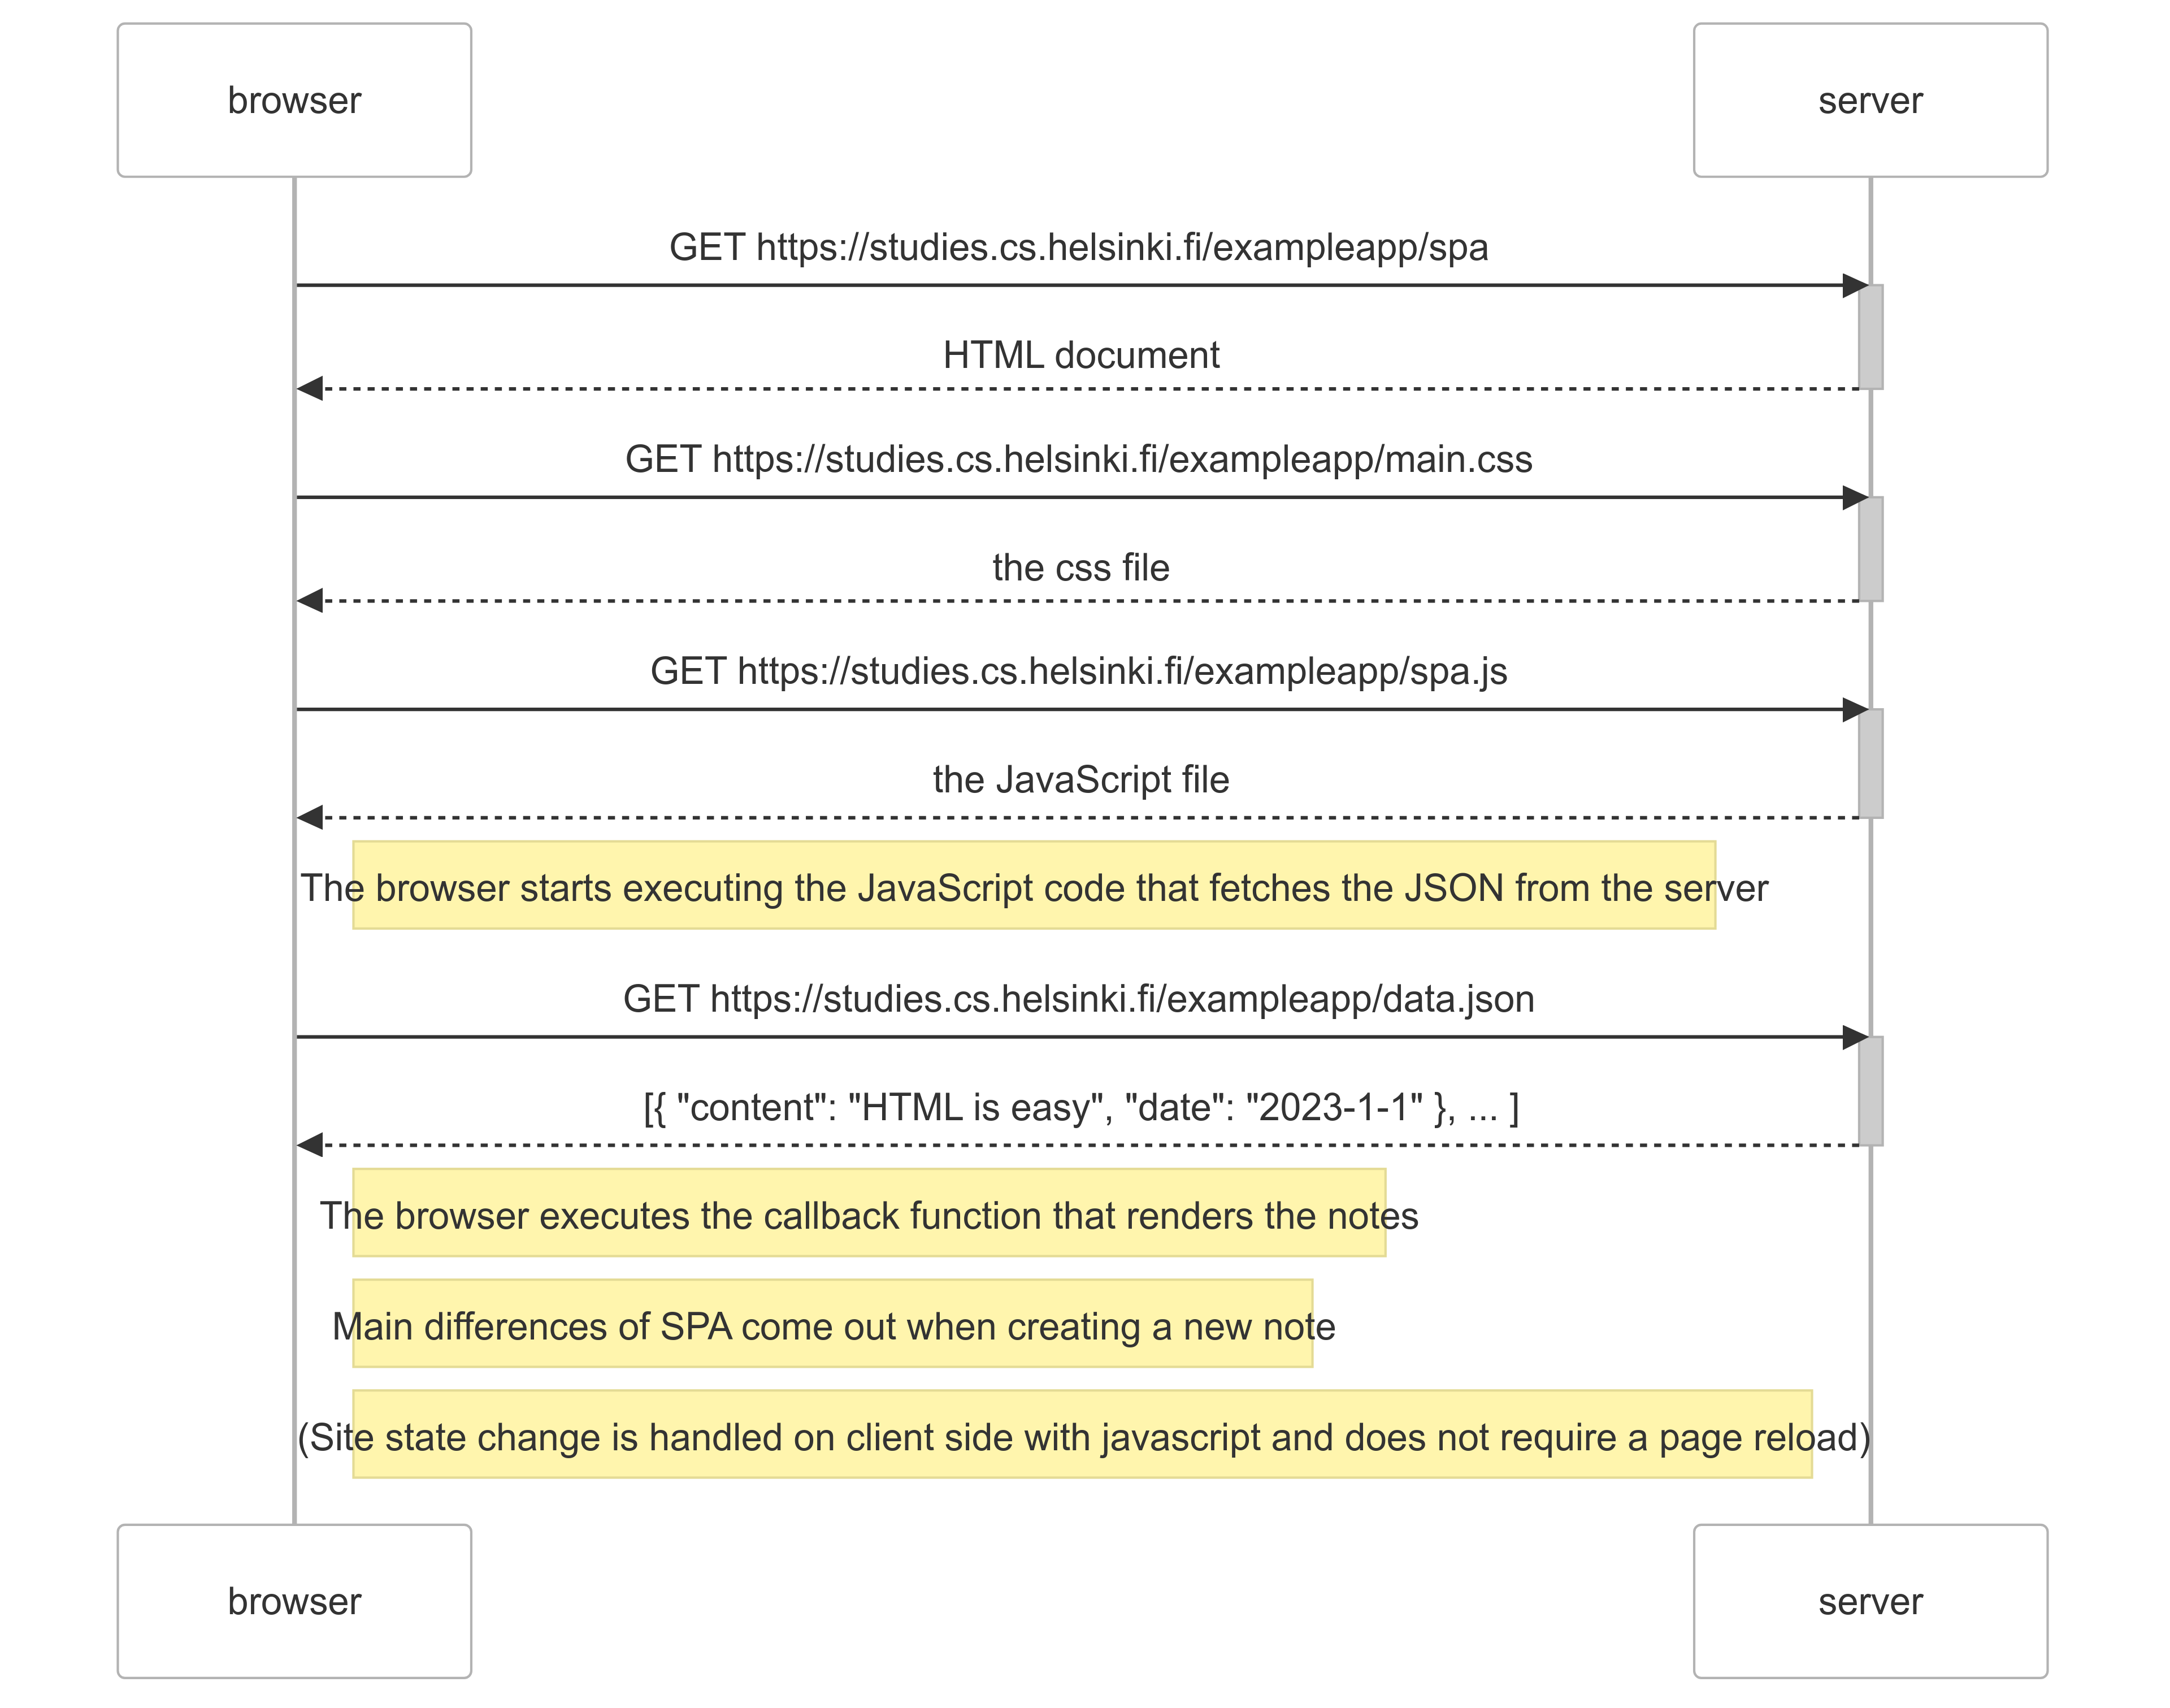 browser
server
GET https://studies.cs.helsinki.fi/exampleapp/spa
HTML document
GET https://studies.cs.helsinki.fi/exampleapp/main.css
the css file
GET https://studies.cs.helsinki.fi/exampleapp/spa.js
the JavaScript file
The browser starts executing the JavaScript code that fetches the JSON from the server
GET https://studies.cs.helsinki.fi/exampleapp/data.json
[{ "content": "HTML is easy", "date": "2023-1-1" }, ... ]
The browser executes the callback function that renders the notes
Main differences of SPA come out when creating a new note
(Site state change is handled on client side with javascript and does not require a page reload)
browser
server